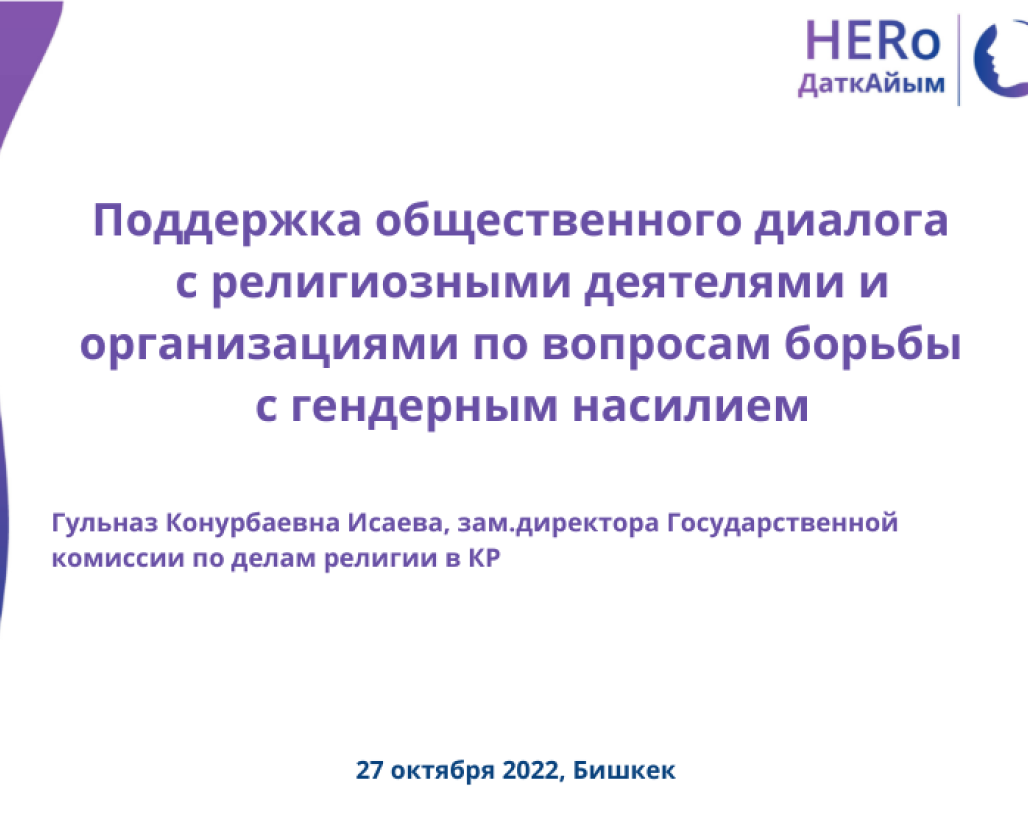 HERo
ДаткАйым
Поддержка общественного диалога
с религиозными деятелями и
организациями по вопросам борьбы
с гендерным насилием
Гульназ Конурбаевна Исаева, зам.директора Государственной
комиссии по делам религии в КР
27 октября 2022, Бишкек